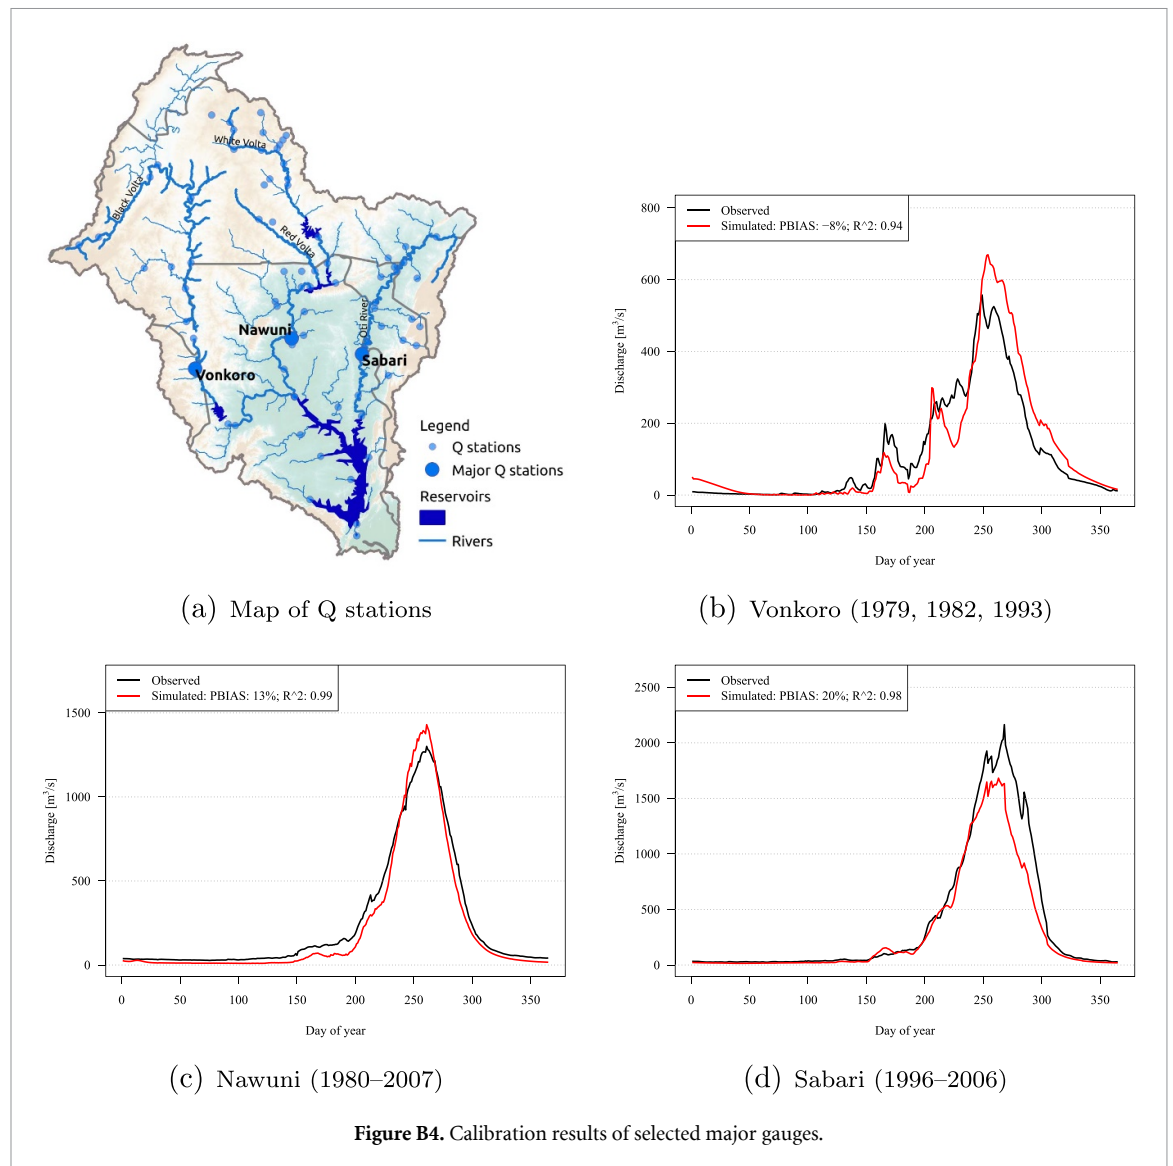 White Volta
Black Volta
Red Volta
Oti River
Nawuni
Sabari
Vonkoro
Legend
Q stations
Major Q stations
Reservoirs
Rivers
(a) Map of Q stations
Observed
Simulated: PBIAS: −8%; R^2: 0.94
800
600
400
200
0
Discharge [m³/s]
0 50 100 150 200 250 300 350
Day of year
(b) Vonkoro (1979, 1982, 1993)
Observed
Simulated: PBIAS: 13%; R^2: 0.99
1500
1000
500
0
Discharge [m³/s]
0 50 100 150 200 250 300 350
Day of year
(c) Nawuni (1980–2007)
Observed
Simulated: PBIAS: 20%; R^2: 0.98
2500
2000
1500
1000
500
0
Discharge [m³/s]
0 50 100 150 200 250 300 350
Day of year
(d) Sabari (1996–2006)
Figure B4. Calibration results of selected major gauges.